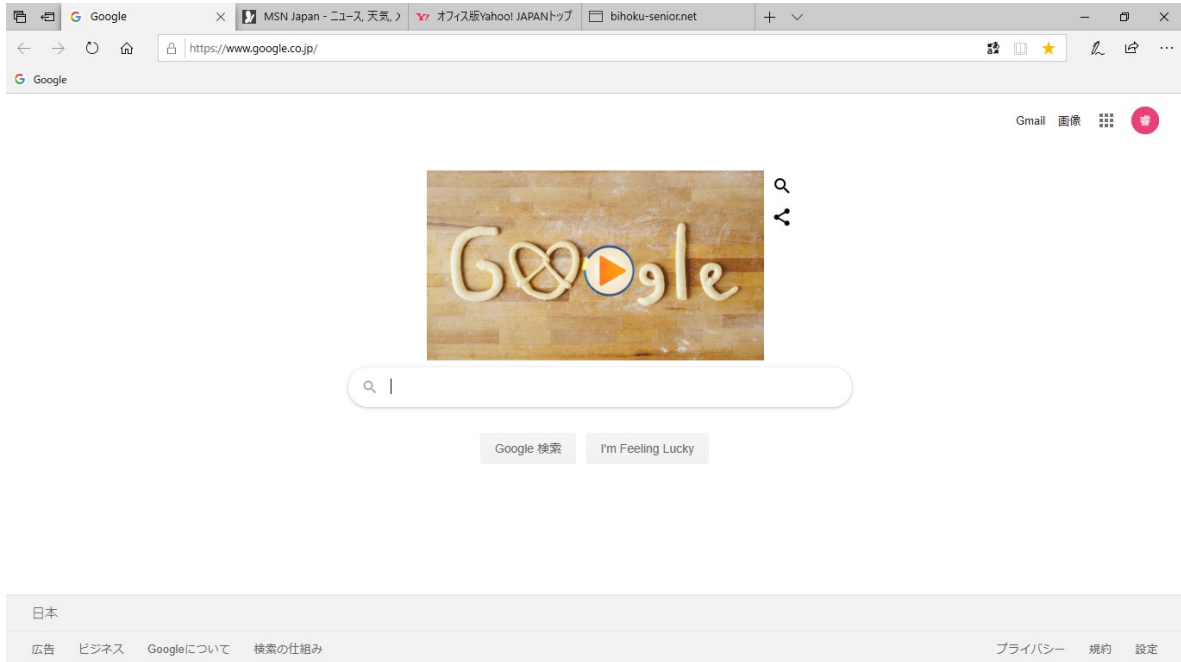 Google
MSN Japan - ニュース, 天気, 
オフィス版Yahoo! JAPANトップ
bihoku-senior.net
https://www.google.co.jp/
Google
Gmail 画像 睿
Google
Google 検索 I'm Feeling Lucky
日本
広告 ビジネス Googleについて 検索の仕組み プライバシー 規約 設定